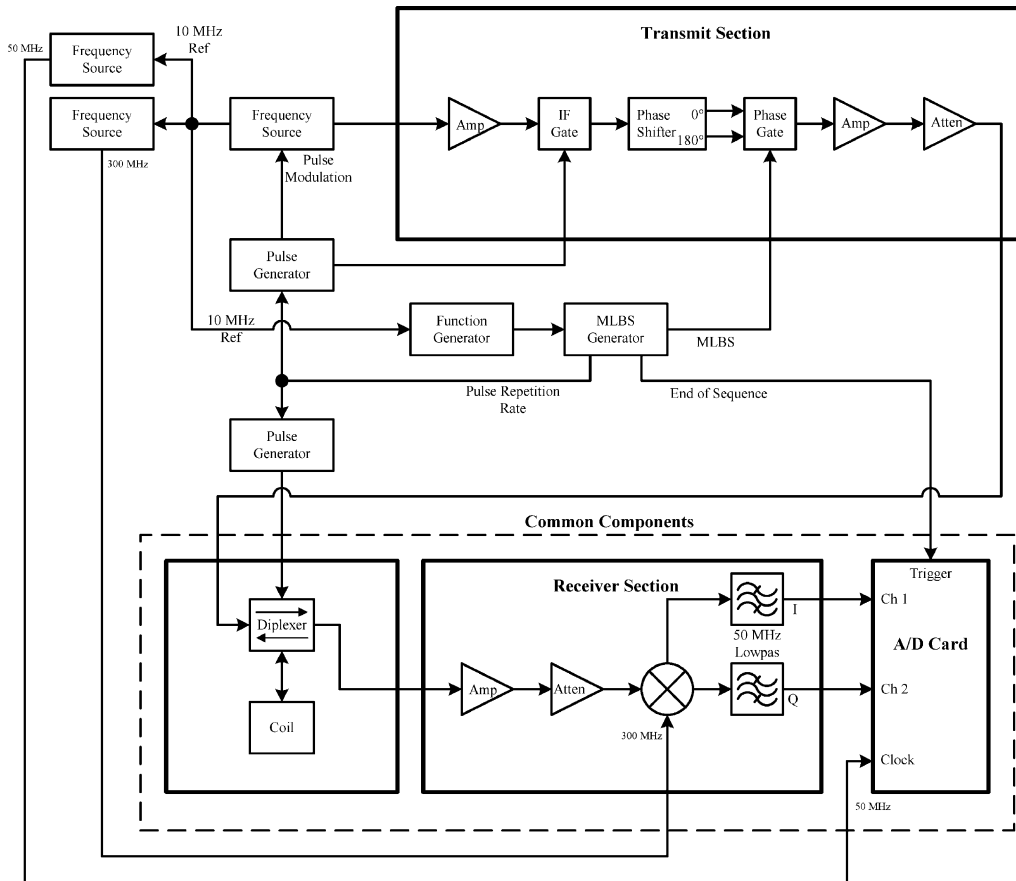 Transmit Section
10 MHz
Ref
50 MHz
Frequency
Source
Frequency
Source
300 MHz
Frequency
Source
Pulse
Modulation
Amp
IF
Gate
Phase
Shifter
0°
180°
Phase
Gate
Amp
Atten
Pulse
Generator
10 MHz
Ref
Function
Generator
MLBS
Generator
MLBS
Pulse Repetition
Rate
End of Sequence
Pulse
Generator
Common Components
Receiver Section
Diplexer
Coil
Amp
Atten
300 MHz
I
50 MHz
Lowpas
Q
Trigger
Ch 1
A/D Card
Ch 2
Clock
50 MHz